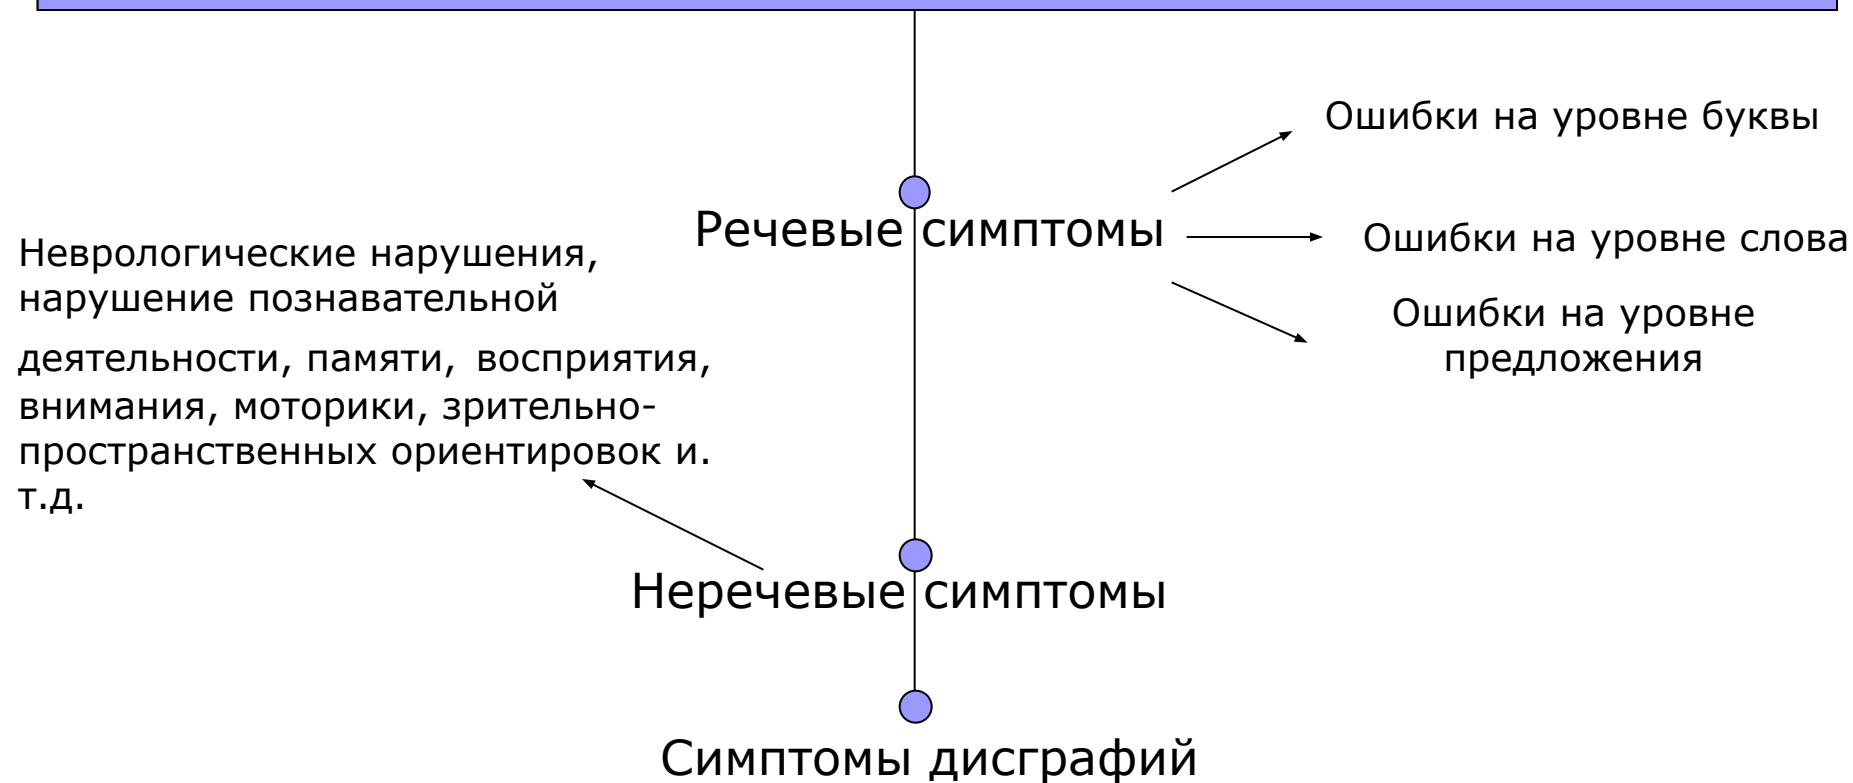 Ошибки на уровне буквы
Речевые симптомы
Ошибки на уровне слова
Ошибки на уровне
предложения
Неврологические нарушения,
нарушение познавательной
деятельности, памяти, восприятия,
внимания, моторики, зрительно-
пространственных ориентировок и.
т.д.
Неречевые симптомы
Симптомы дисграфий